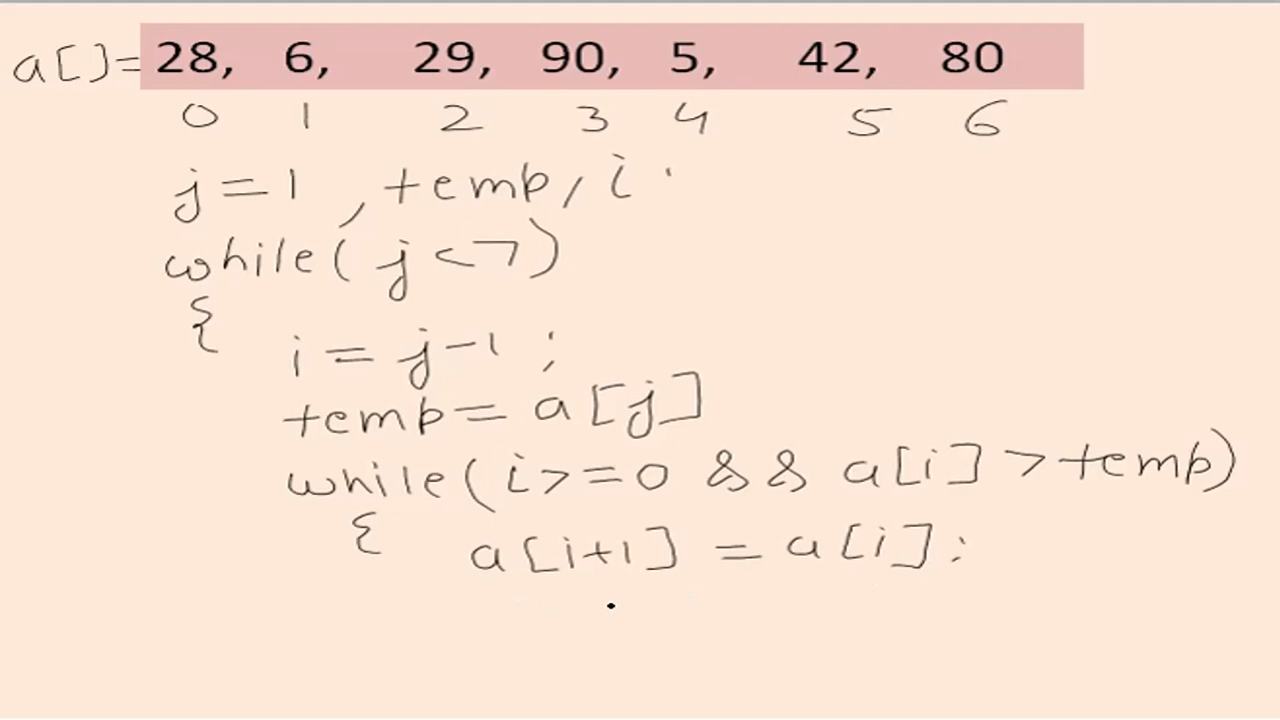 a[]= 28, 6, 29, 90, 5, 42, 80
0 1 2 3 4 5 6
j=1, temp, i
while(j<7)
{
i=j-1;
temp=a[j]
while(i>=0 && a[i]>temp)
{ a[i+1] = a[i];